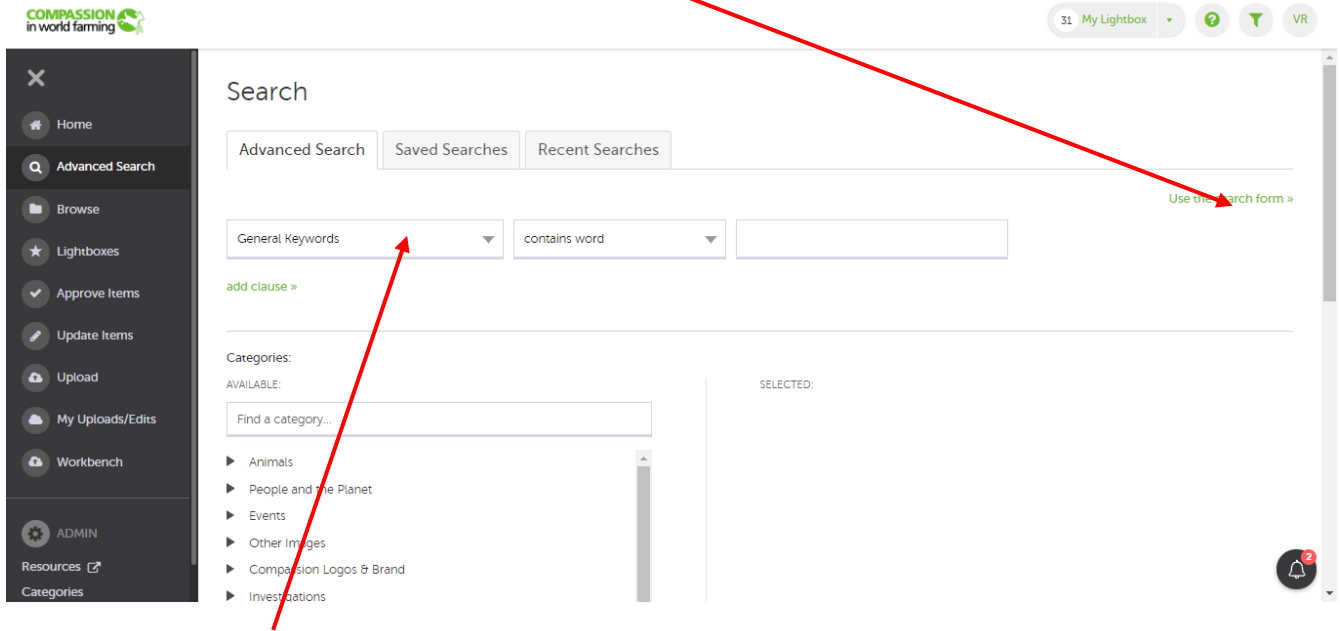 COMPASSION
in world farming
31 My Lightbox
?
VR
Home
Advanced Search
Browse
Lightboxes
Approve Items
Update Items
Upload
My Uploads/Edits
Workbench
ADMIN
Resources
Categories
Search
Advanced Search Saved Searches Recent Searches
Use the search form »
General Keywords contains word
add clause »
Categories:
AVAILABLE: SELECTED:
Find a category...
Animals
People and the Planet
Events
Other Images
Compassion Logos & Brand
Investigations
2